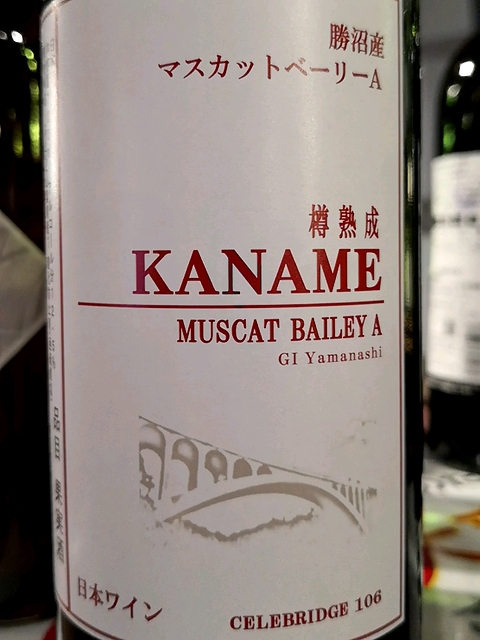 勝沼産
マスカットベーリーA
樽熟成
KANAME
MUSCAT BAILEY A
GI Yamanashi
日本ワイン
CELEBRIDGE 106